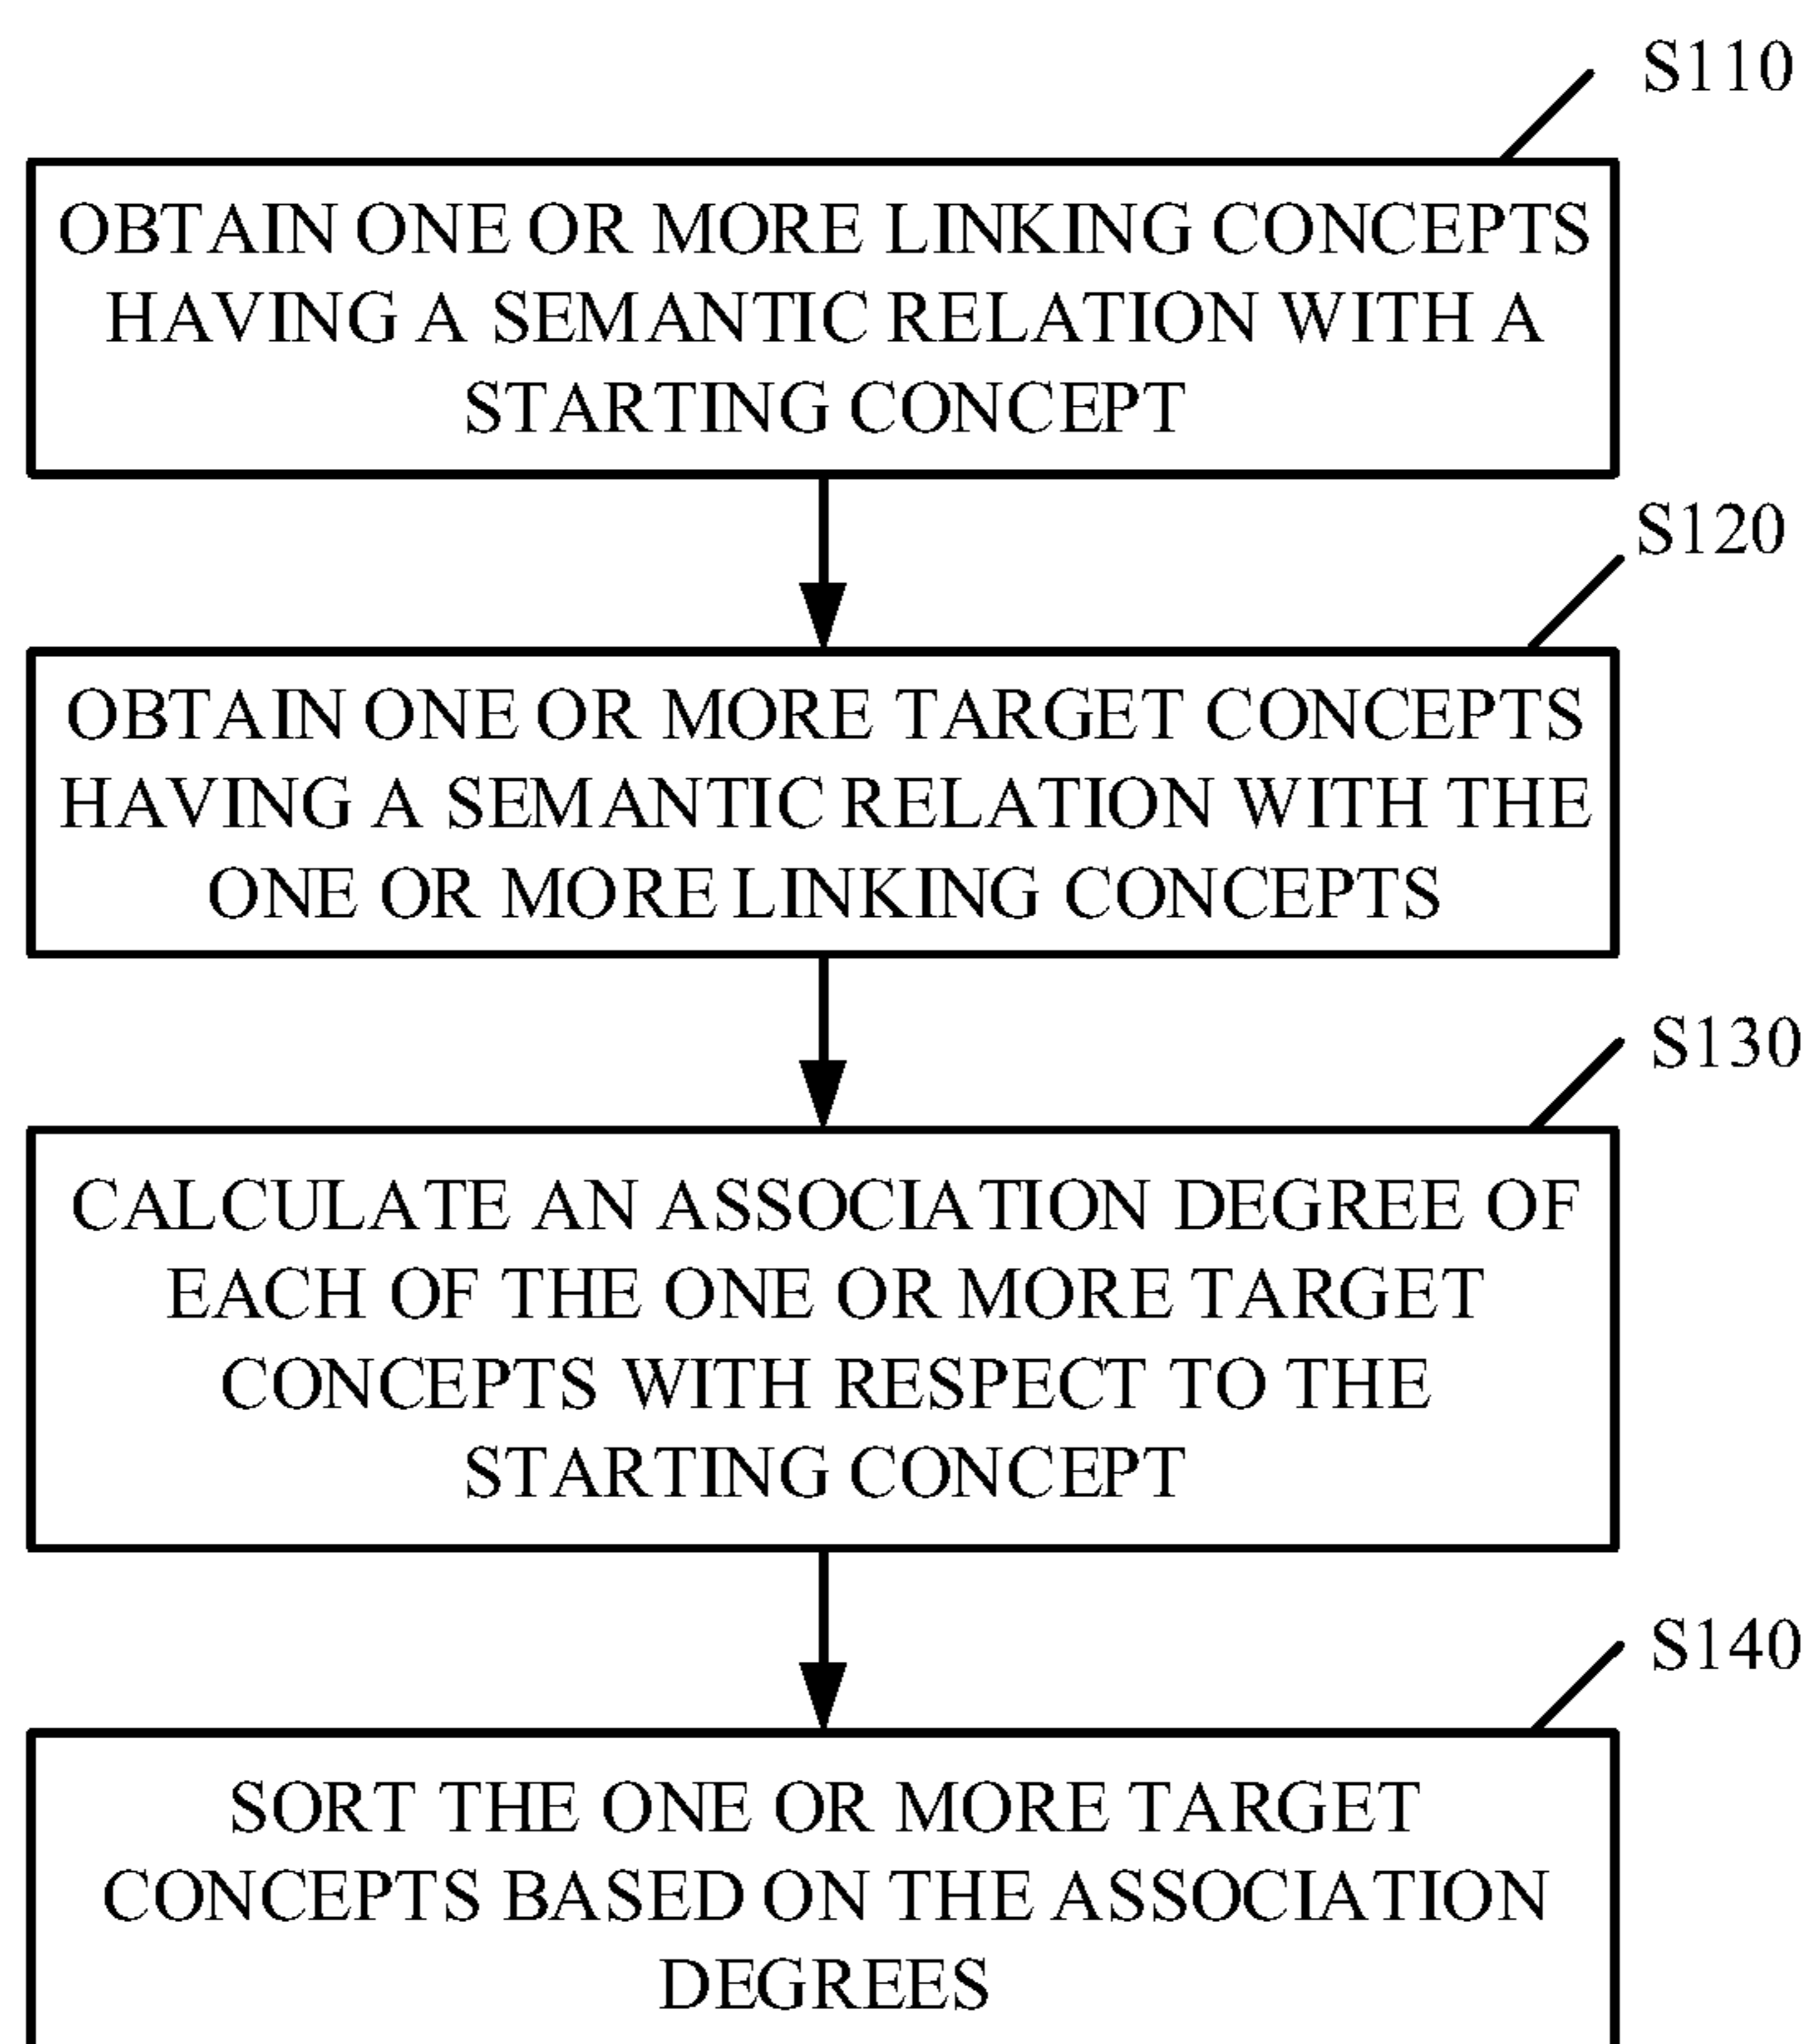 S110
OBTAIN ONE OR MORE LINKING CONCEPTS
HAVING A SEMANTIC RELATION WITH A
STARTING CONCEPT
S120
OBTAIN ONE OR MORE TARGET CONCEPTS
HAVING A SEMANTIC RELATION WITH THE
ONE OR MORE LINKING CONCEPTS
S130
CALCULATE AN ASSOCIATION DEGREE OF
EACH OF THE ONE OR MORE TARGET
CONCEPTS WITH RESPECT TO THE
STARTING CONCEPT
S140
SORT THE ONE OR MORE TARGET
CONCEPTS BASED ON THE ASSOCIATION
DEGREES